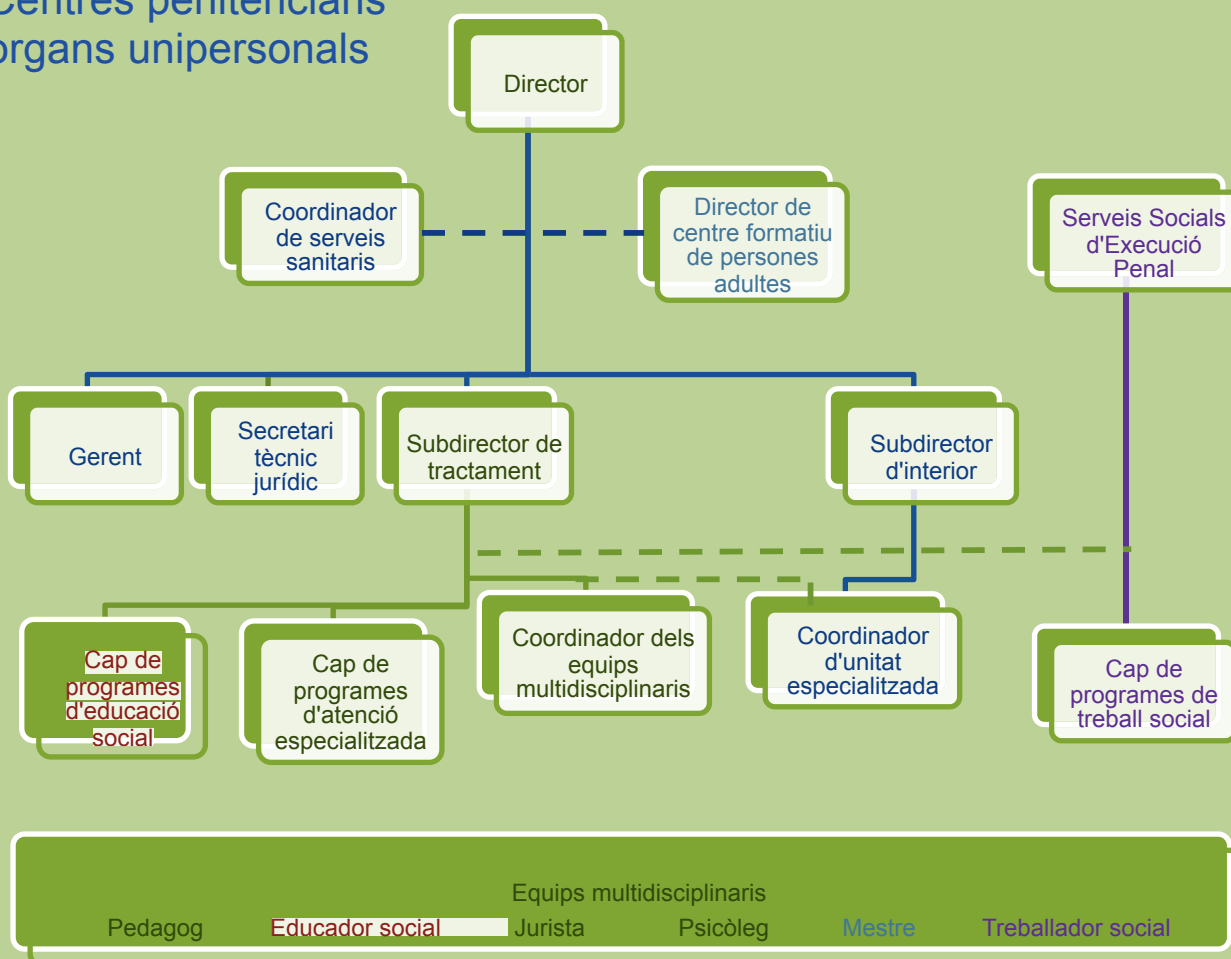 Centres penitenciaris
òrgans unipersonals
Director
Coordinador
de serveis
sanitaris
Director de
centre formatiu
de persones
adultes
Serveis Socials
d'Execució
Penal
Gerent
Secretari
tècnic
jurídic
Subdirector de
tractament
Subdirector
d'interior
Cap de
programes
d'educació
social
Cap de
programes
d'atenció
especialitzada
Coordinador dels
equips
multidisciplinaris
Coordinador
d'unitat
especialitzada
Cap de
programes de
treball social
Equips multidisciplinaris
Pedagog Educador social Jurista Psicòleg Mestre Treballador social